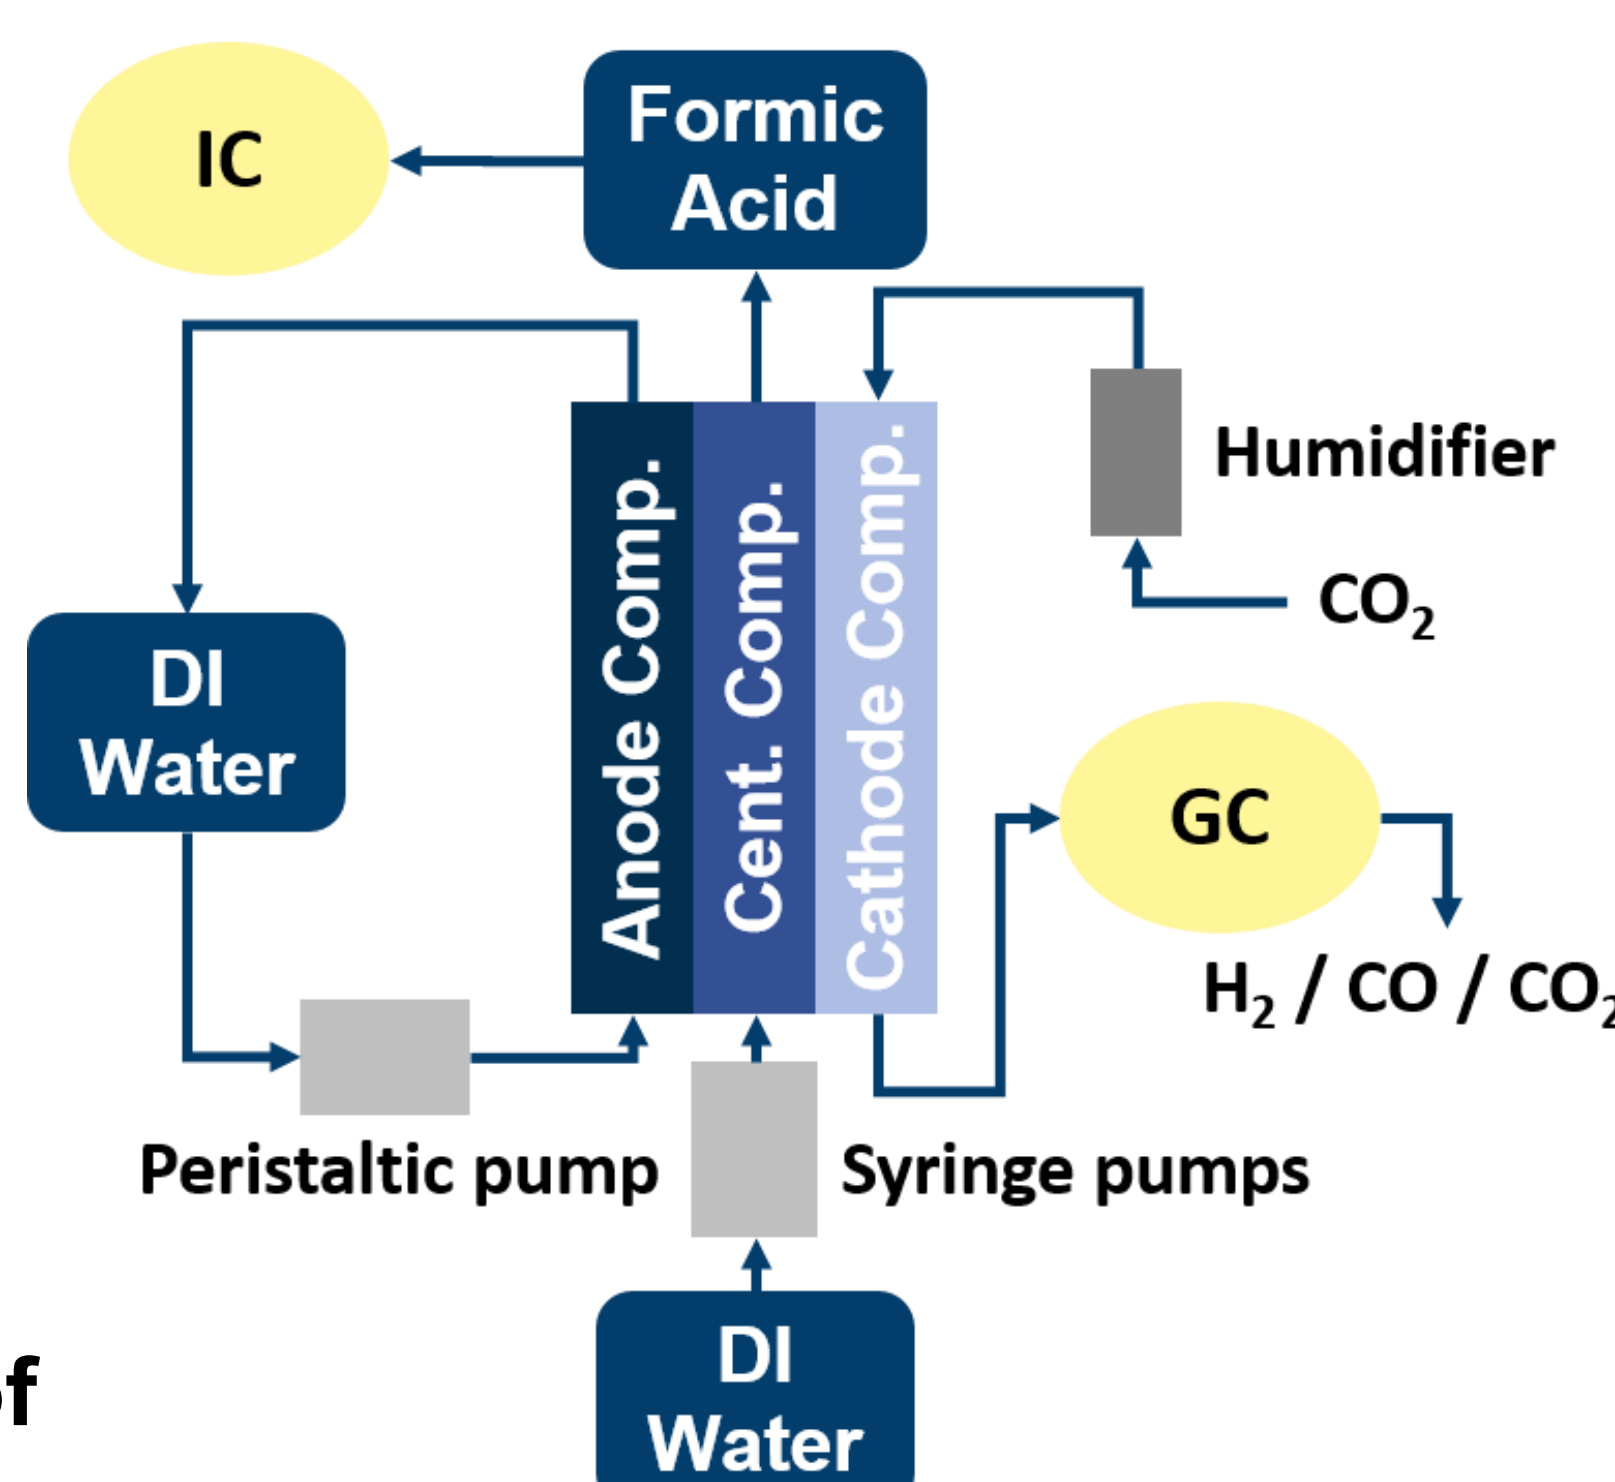 IC
Formic
Acid
Humidifier
CO₂
DI
Water
Anode Comp.
Cent. Comp.
Cathode Comp.
GC
H₂ / CO / CO₂
Peristaltic pump
Syringe pumps
DI
Water